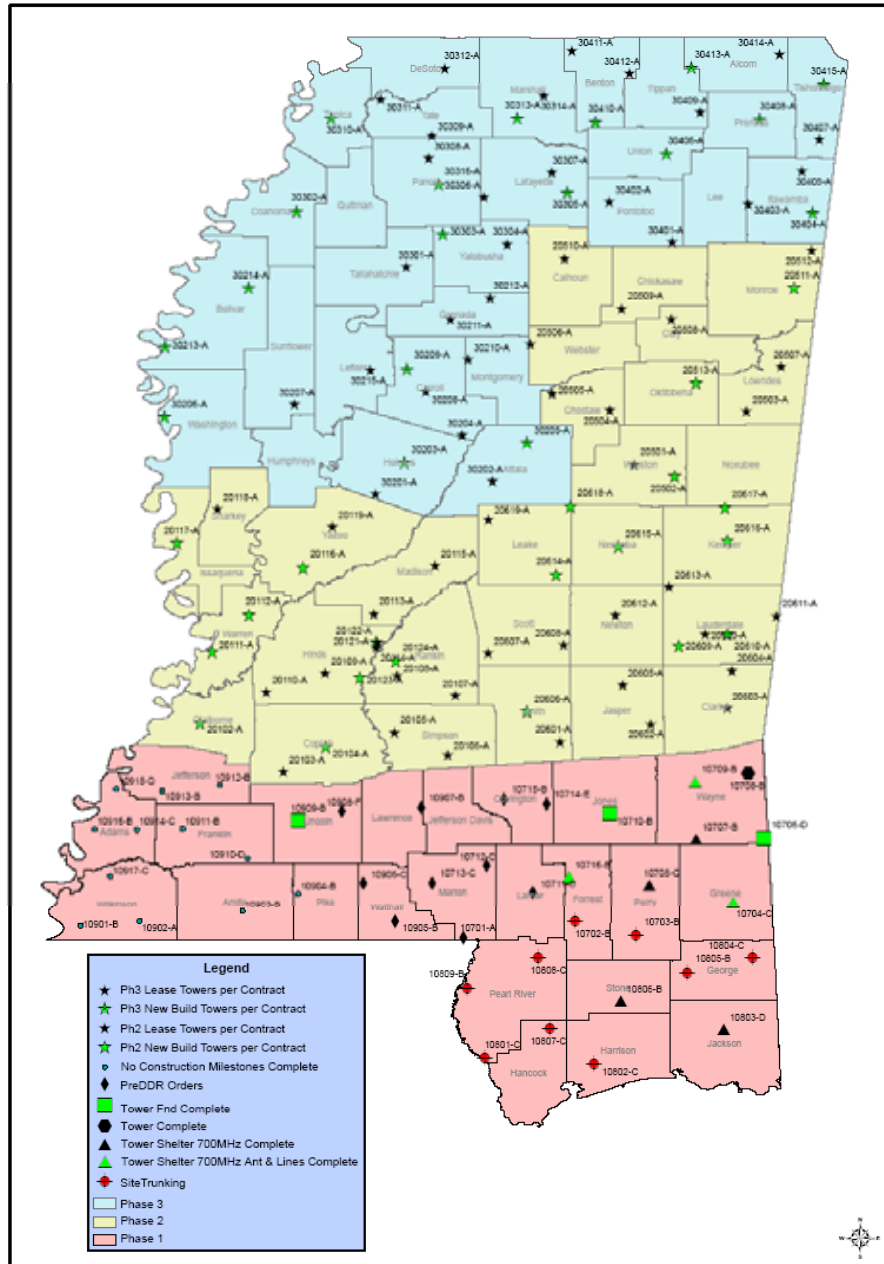 30411-A
30414-A
30312-A
30413-A
DeSoto
30412-A
Alcorn
Benton
30415-A
Marshall
Tippah
Tishomingo
30311-A
30313-A
30314-A
30409-A
30408-A
Tate
30310-A
30410-A
Prentiss
30309-A
30407-A
30308-A
Union
30406-A
30315-A
30307-A
Panola
Lafayette
30405-A
30306-A
30302-A
30305-A
30402-A
Itawamba
Coahoma
Quitman
Pontotoc
Lee
30403-A
30404-A
30303-A
30304-A
30401-A
Yalobusha
20510-A
20512-A
30301-A
Tallahatchie
Calhoun
Chickasaw
30214-A
20511-A
Monroe
Bolivar
30212-A
20509-A
Grenada
30211-A
20508-A
Clay
30213-A
Sunflower
30210-A
20506-A
Webster
Leflore
20507-A
30215-A
30209-A
20513-A
Carroll
Montgomery
Oktibbeha
Lowndes
30208-A
20505-A
30207-A
Choctaw
20503-A
30206-A
20504-A
Washington
30204-A
30205-A
Humphreys
30203-A
20501-A
Winston
Noxubee
Holmes
Attala
30201-A
30202-A
20502-A
20118-A
20618-A
20617-A
Sharkey
20119-A
20619-A
Yazoo
20117-A
20615-A
20616-A
Leake
Neshoba
Kemper
Issaquena
20116-A
Madison
20115-A
20614-A
20613-A
20112-A
20113-A
20612-A
20611-A
Warren
20122-A
Scott
Newton
Lauderdale
20121-A
20111-A
Hinds
20124-A
20607-A
20608-A
20609-A
20610-A
20109-A
Rankin
20604-A
20110-A
20123-A
20107-A
20605-A
20606-A
20603-A
Claiborne
Smith
Jasper
Clarke
20102-A
20105-A
20602-A
Copiah
20104-A
Simpson
20601-A
20103-A
20106-A
Jefferson
10915-D
10912-B
10709-B
10913-B
10907-B
Covington
10715-B
10708-B
10909-B
10908-F
10714-E
Jones
Wayne
10916-B
10914-C
10911-B
Lincoln
Lawrence
Jefferson Davis
10710-B
10707-B
10706-D
Adams
Franklin
10910-D
10712-C
10917-C
10906-C
10713-C
10716-B
10705-C
Wilkinson
Amite
10904-B
Marion
Lamar
Forrest
Perry
Greene
10903-B
Pike
Walthall
10704-C
10901-B
10902-A
10905-B
10701-A
10702-B
10703-B
10804-C
10805-B
10809-B
10808-C
George
Stone
10806-B
Pearl River
10803-D
10801-C
10807-C
Harrison
Jackson
Hancock
10802-C
Legend
Ph3 Lease Towers per Contract
Ph3 New Build Towers per Contract
Ph2 Lease Towers per Contract
Ph2 New Build Towers per Contract
No Construction Milestones Complete
PreDDR Orders
Tower Fnd Complete
Tower Complete
Tower Shelter 700MHz Complete
Tower Shelter 700MHz Ant & Lines Complete
SiteTrunking
Phase 3
Phase 2
Phase 1
N
W
E
S